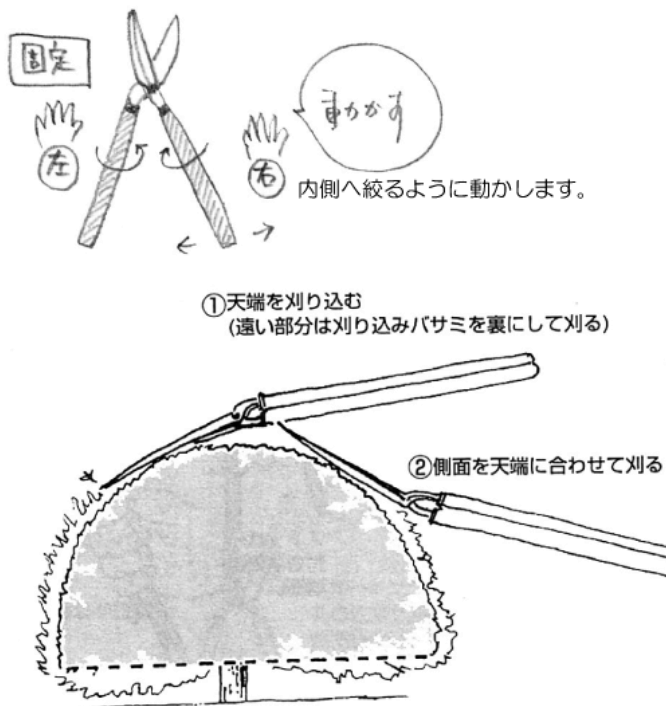 固定
左
右
動かす
内側へ絞るように動かします。
①天端を刈り込む
(遠い部分は刈り込みバサミを裏にして刈る)
②側面を天端に合わせて刈る